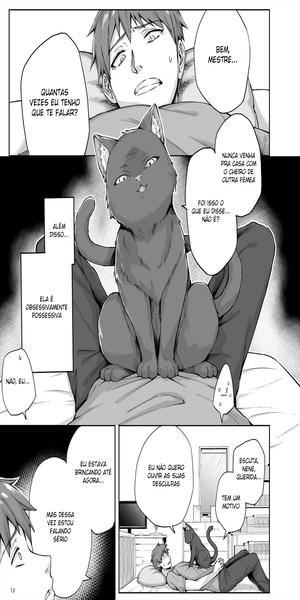 BEM,
MESTRE...
QUANTAS
VEZES EU TENHO
QUE TE FALAR?
NUNCA VENHA
PRA CASA COM
O CHEIRO DE
OUTRA FÊMEA
FOI ISSO O
QUE EU DISSE...
NÃO É?
ALÉM
DISSO...
ELA É
OBSESSIVAMENTE
POSSESSIVA
NÃO, EU...
ESCUTA,
NENE,
QUERIDA...
TEM UM
MOTIVO
EU NÃO QUERO
OUVIR AS SUAS
DESCULPAS
EU ESTAVA
BRINCANDO ATÉ
AGORA...
MAS DESSA
VEZ ESTOU
FALANDO
SÉRIO